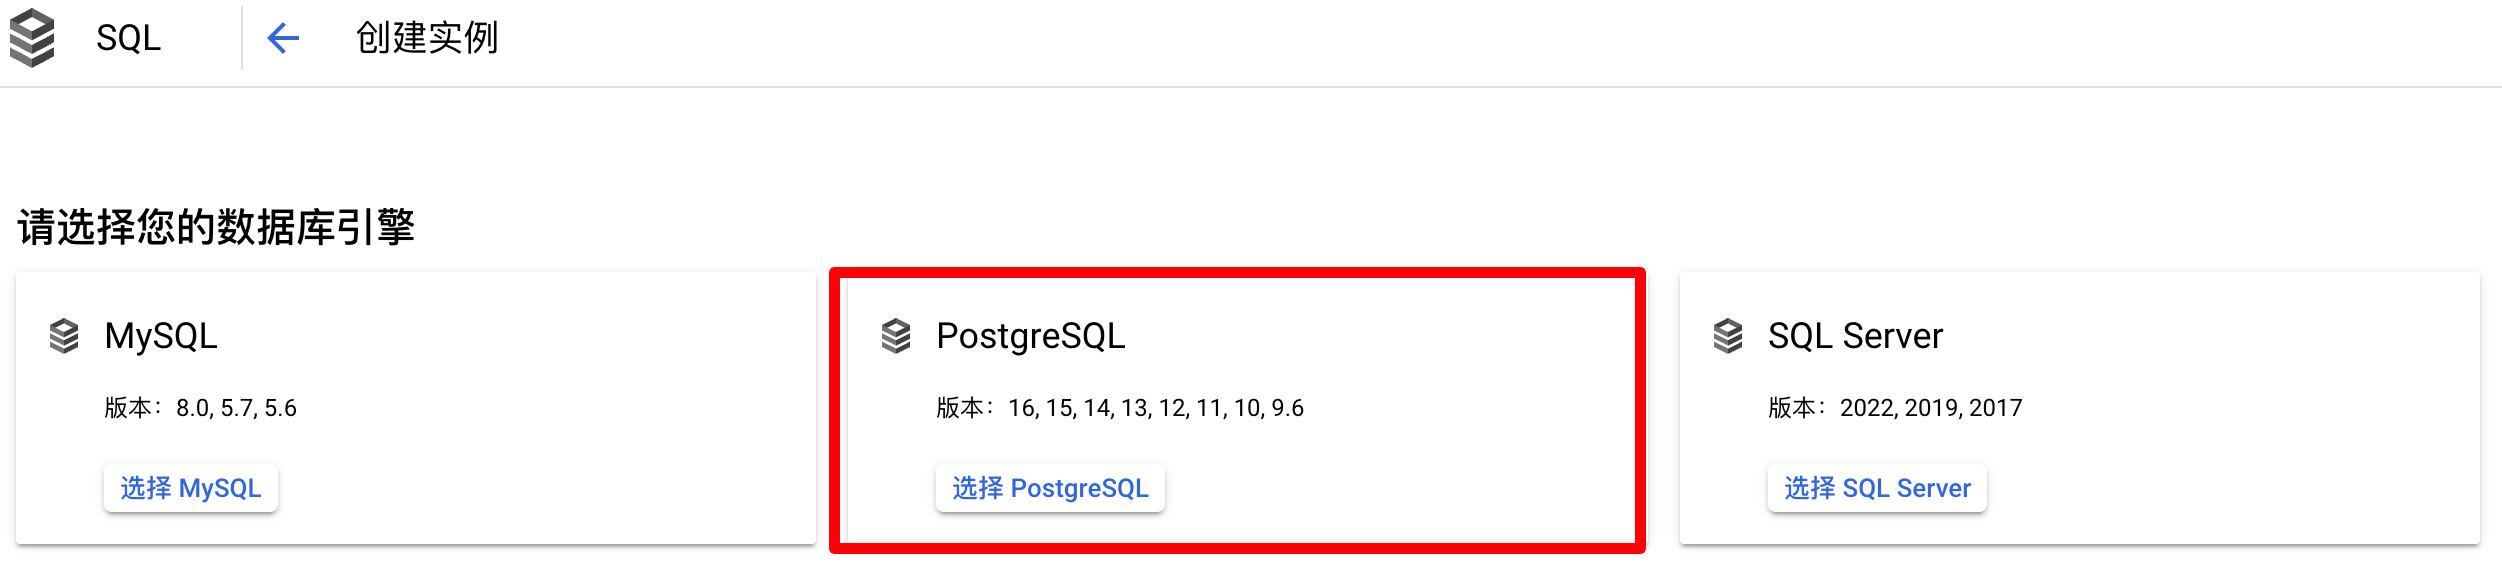 SQL
创建实例
请选择您的数据库引擎
MySQL
版本： 8.0, 5.7, 5.6
选择 MySQL
PostgreSQL
版本： 16, 15, 14, 13, 12, 11, 10, 9.6
选择 PostgreSQL
SQL Server
版本： 2022, 2019, 2017
选择 SQL Server